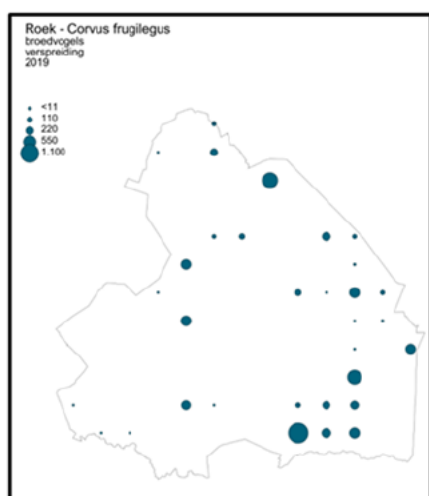 Roek - Corvus frugilegus
broedvogels
verspreiding
2019
<11
110
220
550
1.100